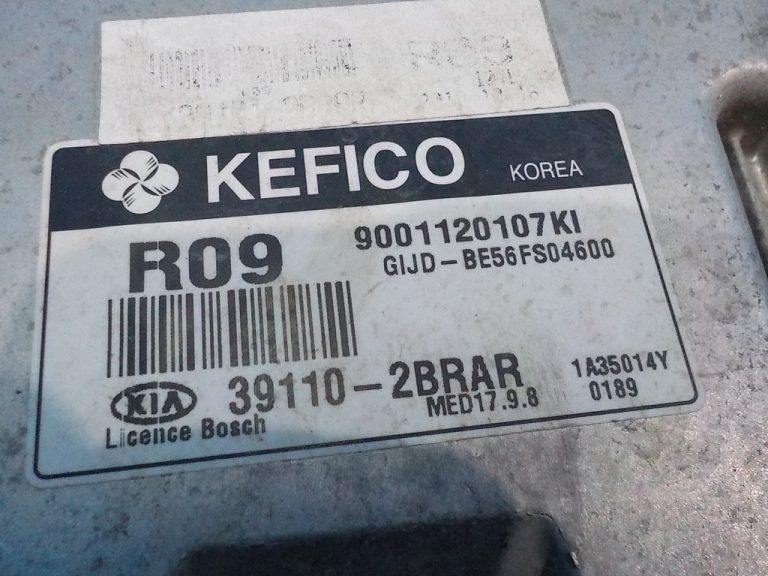 KEFICO KOREA
R09 9001120107KI
GIJD-BE56FS04600
KIA 39110-2BRAR 1A35014Y
Licence Bosch MED17.9.8 0189